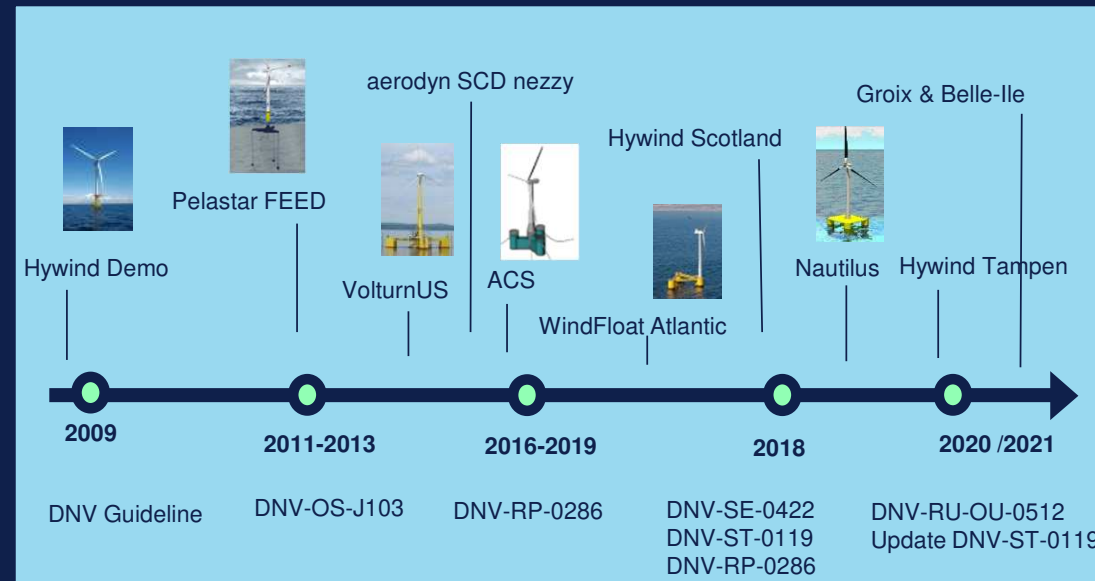 aerodyn SCD nezzy
Groix & Belle-Ile
Hywind Scotland
Pelastar FEED
Hywind Demo
VolturnUS
ACS
Nautilus
Hywind Tampen
WindFloat Atlantic
2009
2011-2013
2016-2019
2018
2020 /2021
DNV Guideline
DNV-OS-J103
DNV-RP-0286
DNV-SE-0422
DNV-ST-0119
DNV-RP-0286
DNV-RU-OU-0512
Update DNV-ST-0119